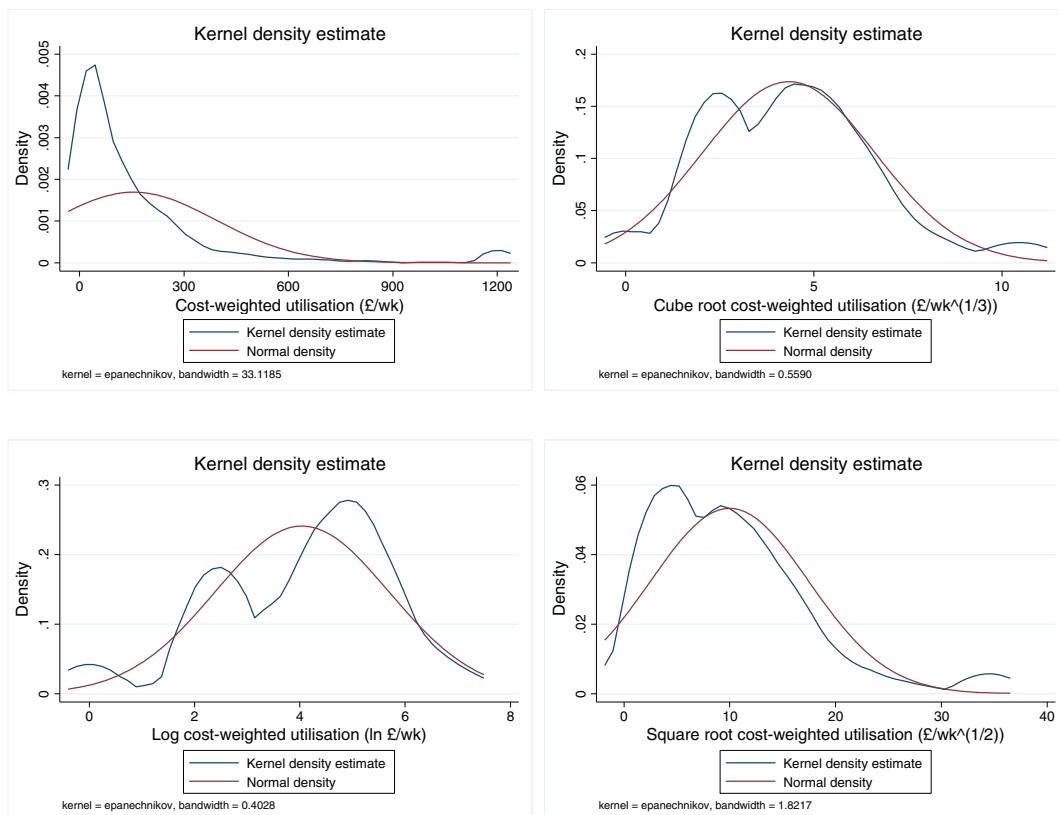 Kernel density estimate
.005
.004
.003
.002
.001
0
Density
0 300 600 900 1200
Cost-weighted utilisation (£/wk)
Kernel density estimate
Normal density
kernel = epanechnikov, bandwidth = 33.1185
Kernel density estimate
.2
.15
.1
.05
0
Density
0 5 10
Cube root cost-weighted utilisation (£/wk^(1/3))
Kernel density estimate
Normal density
kernel = epanechnikov, bandwidth = 0.5590
Kernel density estimate
.3
.2
.1
0
Density
0 2 4 6 8
Log cost-weighted utilisation (ln £/wk)
Kernel density estimate
Normal density
kernel = epanechnikov, bandwidth = 0.4028
Kernel density estimate
.06
.04
.02
0
Density
0 10 20 30 40
Square root cost-weighted utilisation (£/wk^(1/2))
Kernel density estimate
Normal density
kernel = epanechnikov, bandwidth = 1.8217